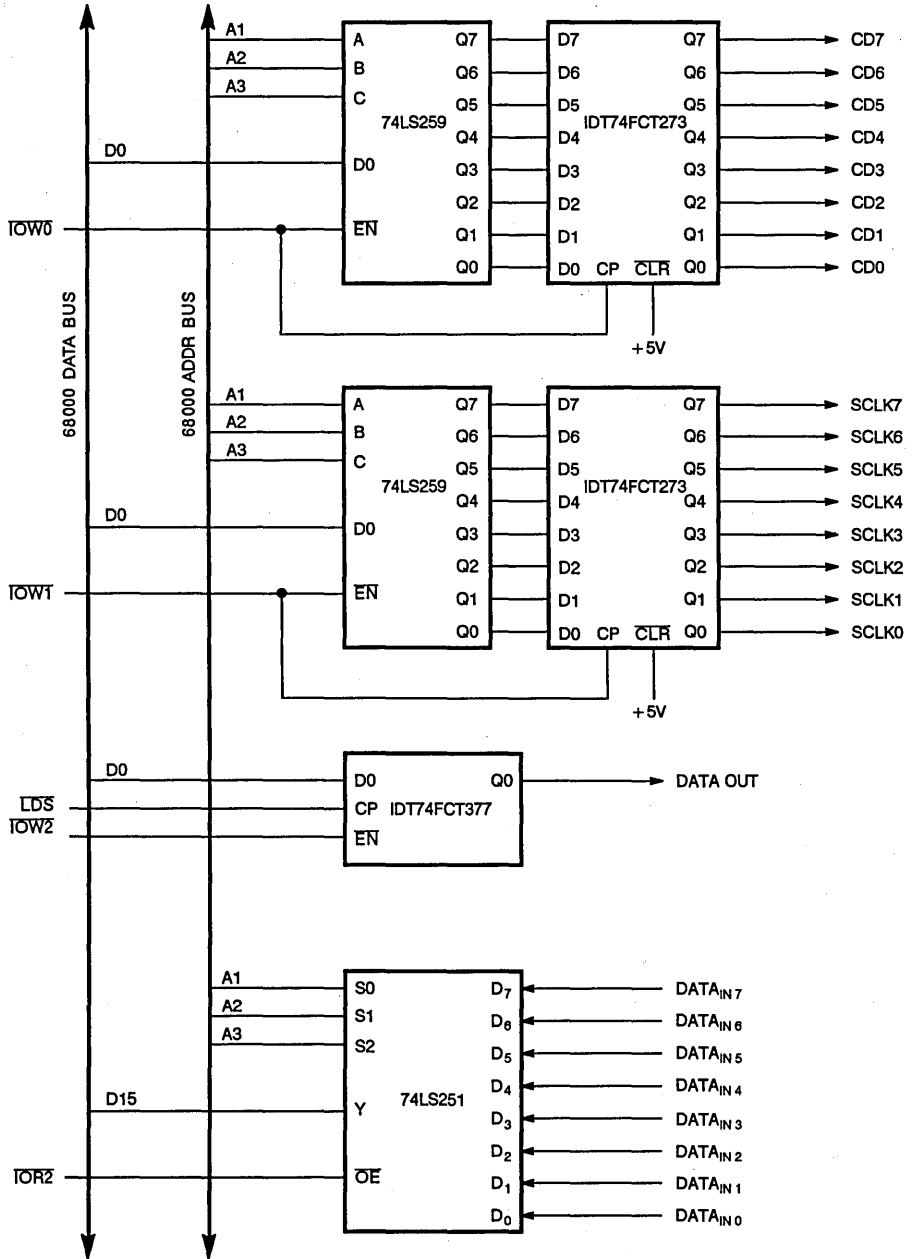 A1 A Q7 D7 Q7 CD7
A2 B Q6 D6 Q6 CD6
A3 C Q5 D5 Q5 CD5
74LS259 IDT74FCT273
Q4 D4 Q4 CD4
D0 D0 Q3 D3 Q3 CD3
Q2 D2 Q2 CD2
IOW0 EN Q1 D1 Q1 CD1
Q0 D0 CP CLR Q0 CD0
+5V
68000 DATA BUS
68000 ADDR BUS
A1 A Q7 D7 Q7 SCLK7
A2 B Q6 D6 Q6 SCLK6
A3 C Q5 D5 Q5 SCLK5
74LS259 IDT74FCT273
Q4 D4 Q4 SCLK4
D0 D0 Q3 D3 Q3 SCLK3
Q2 D2 Q2 SCLK2
IOW1 EN Q1 D1 Q1 SCLK1
Q0 D0 CP CLR Q0 SCLK0
+5V
D0 D0 Q0 DATA OUT
LDS CP IDT74FCT377
IOW2 EN
A1 S0 D7 DATAIN 7
A2 S1 D6 DATAIN 6
A3 S2 D5 DATAIN 5
74LS251 D4 DATAIN 4
D15 Y D3 DATAIN 3
D2 DATAIN 2
IOR2 OE D1 DATAIN 1
D0 DATAIN 0